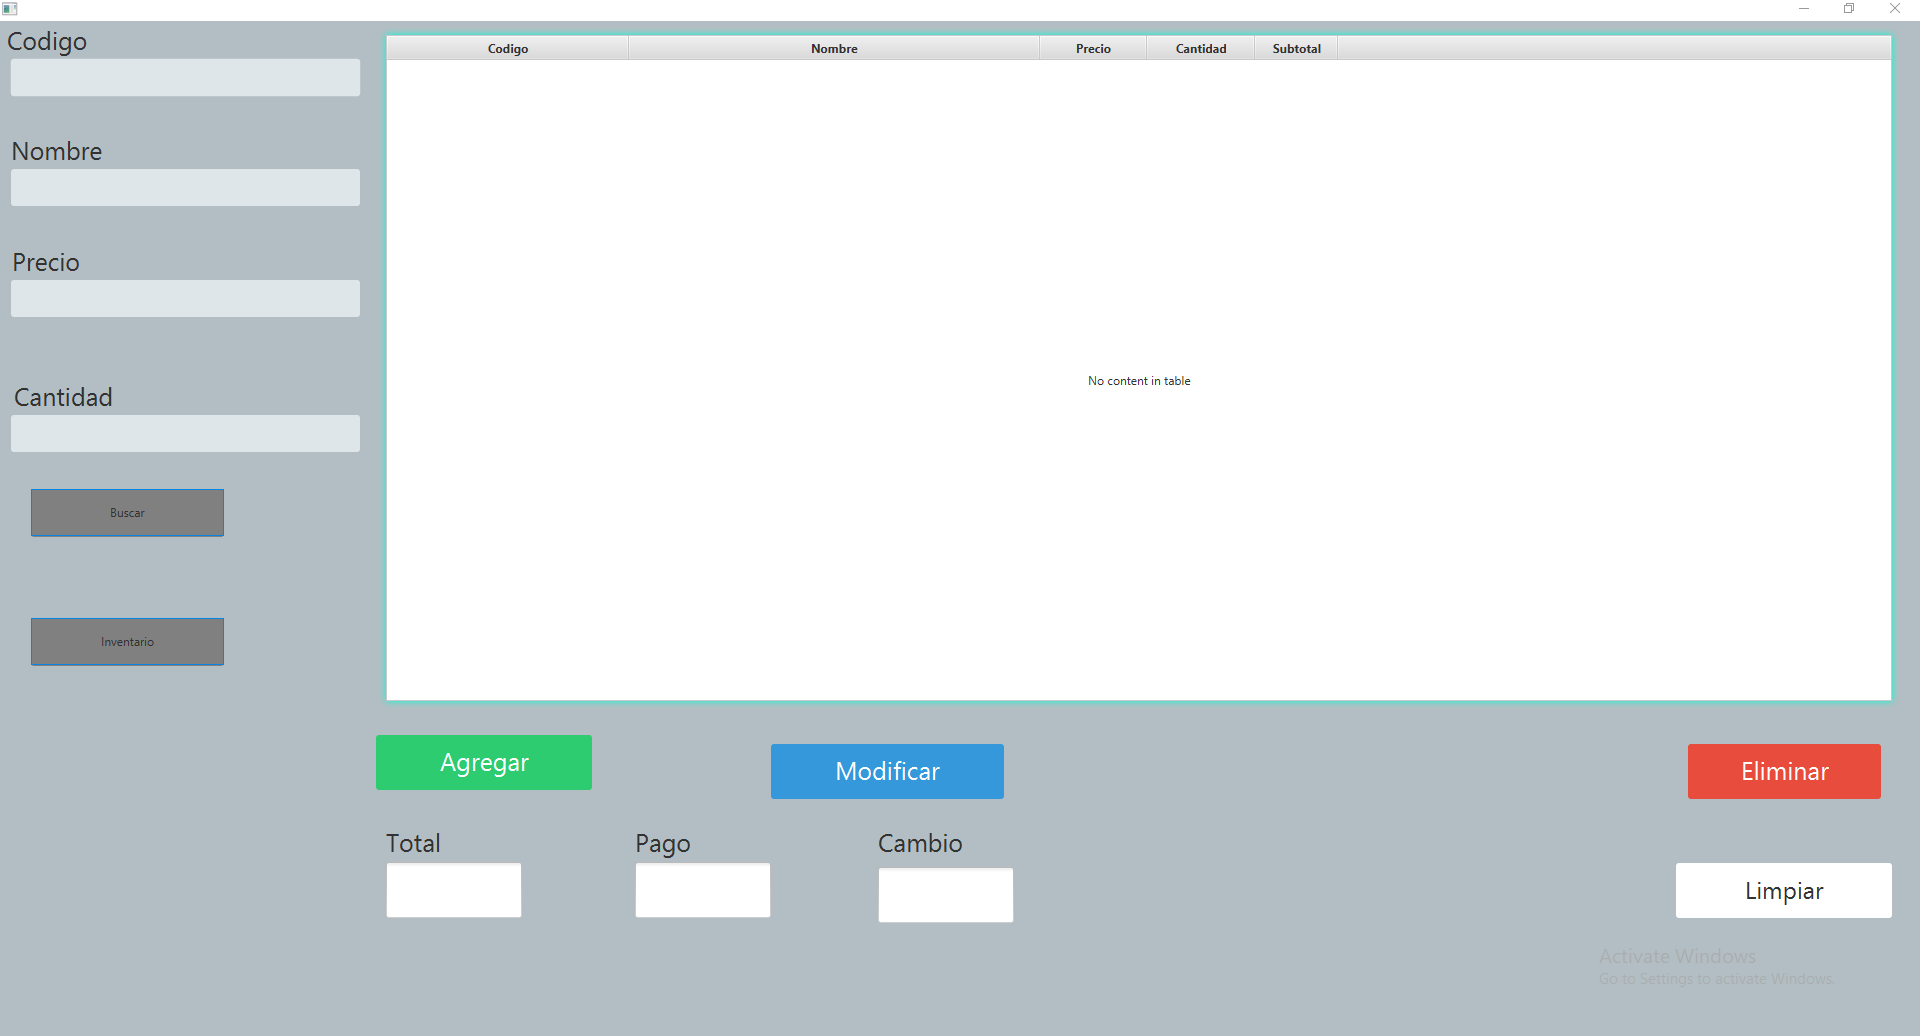 Codigo
Nombre
Precio
Cantidad
Buscar
Inventario
Codigo Nombre Precio Cantidad Subtotal
No content in table
Agregar
Modificar
Eliminar
Total
Pago
Cambio
Limpiar
Activate Windows
Go to Settings to activate Windows.